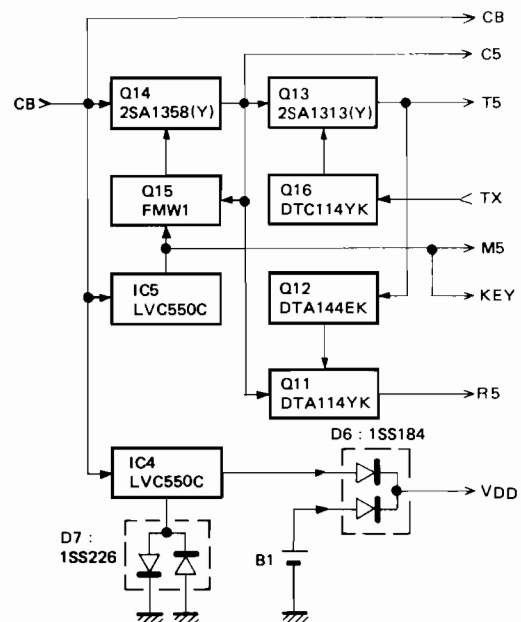 CB
C5
Q14
2SA1358(Y)
Q13
2SA1313(Y)
CB
T5
Q15
FMW1
Q16
DTC114YK
TX
M5
IC5
LVC550C
Q12
DTA144EK
KEY
Q11
DTA114YK
R5
D6 : 1SS184
IC4
LVC550C
VDD
D7 :
1SS226
B1